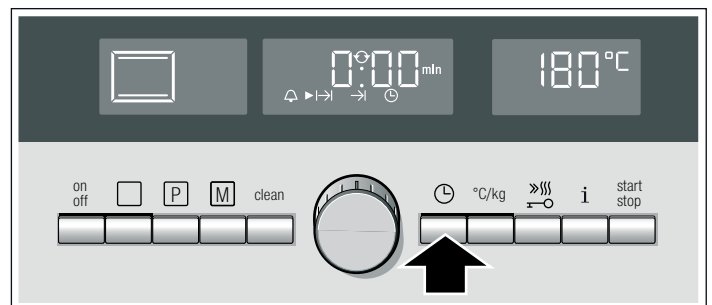 0:00 min
180°C
on
off
P
M
clean
°C/kg
i
start
stop